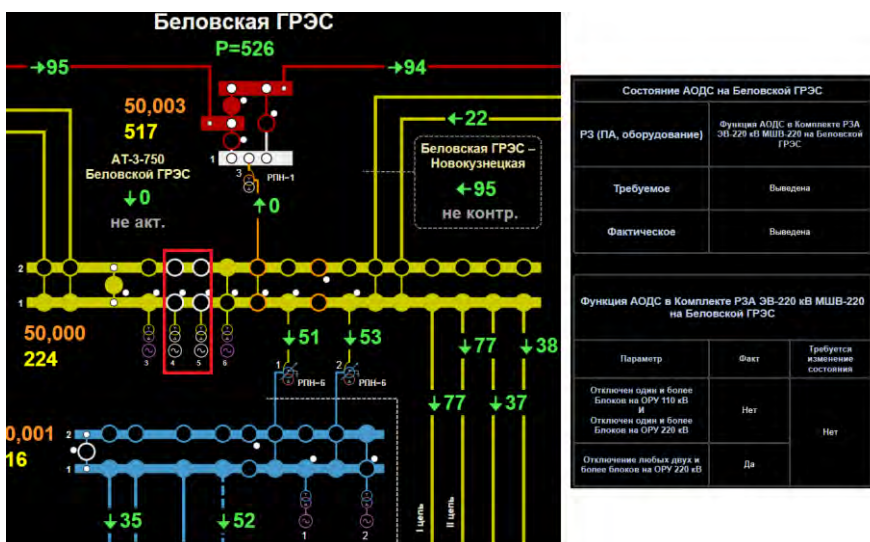 Беловская ГРЭС
P=526
→95
→94
50,003
517
←22
АТ-3-750
Беловской ГРЭС
↓0
не акт.
1
3
РПН-1
↑0
Беловская ГРЭС –
Новокузнецкая
←95
не контр.
2
1
50,000
224
3
4
5
6
↓51
↓53
↓77
↓38
1
РПН-6
2
РПН-6
↓77
↓37
0,001
16
2
1
↓35
↓52
1
2
I цепь
II цепь
Состояние АОДС на Беловской ГРЭС
РЗ (ПА, оборудование)
Функция АОДС в Комплекте РЗА
ЭВ-220 кВ МШВ-220 на Беловской
ГРЭС
Требуемое
Выведена
Фактическое
Выведена
Функция АОДС в Комплекте РЗА ЭВ-220 кВ МШВ-220
на Беловской ГРЭС
Параметр
Факт
Требуется
изменение
состояния
Отключен один и более
Блоков на ОРУ 110 кВ
И
Отключен один и более
Блоков на ОРУ 220 кВ
Нет
Нет
Отключение любых двух и
более блоков на ОРУ 220 кВ
Да